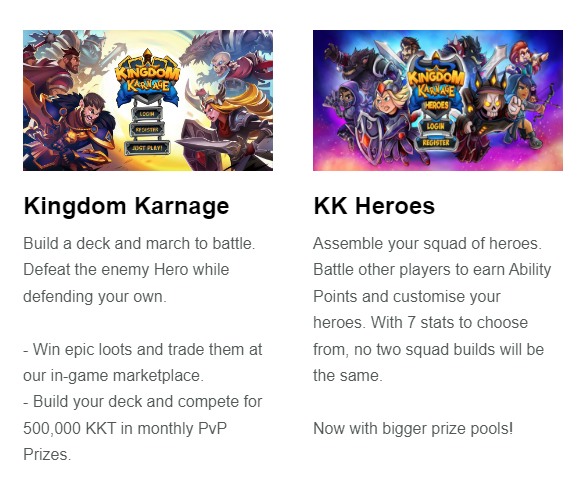 KINGDOM
KARNAGE
LOGIN
REGISTER
JUST PLAY!
KINGDOM
KARNAGE
HEROES
LOGIN
REGISTER
Kingdom Karnage
Build a deck and march to battle.
Defeat the enemy Hero while
defending your own.
- Win epic loots and trade them at
our in-game marketplace.
- Build your deck and compete for
500,000 KKT in monthly PvP
Prizes.
KK Heroes
Assemble your squad of heroes.
Battle other players to earn Ability
Points and customise your
heroes. With 7 stats to choose
from, no two squad builds will be
the same.
Now with bigger prize pools!